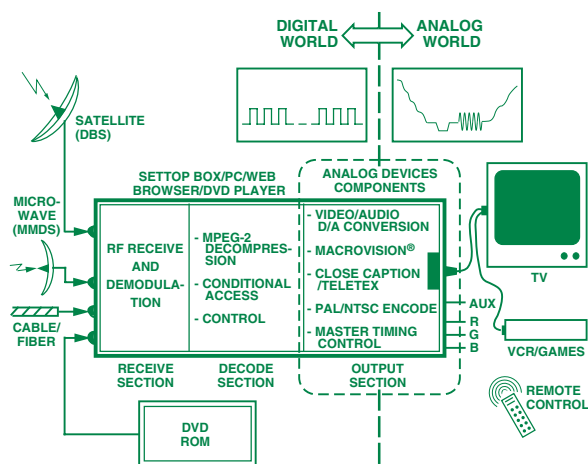 DIGITAL
WORLD
ANALOG
WORLD
SATELLITE
(DBS)
SETTOP BOX/PC/WEB
BROWSER/DVD PLAYER
ANALOG DEVICES
COMPONENTS
MICRO-
WAVE
(MMDS)
RF RECEIVE
AND
DEMODULA-
TION
- MPEG-2
DECOMPRES-
SION
- CONDITIONAL
ACCESS
- CONTROL
- VIDEO/AUDIO
D/A CONVERSION
- MACROVISION®
- CLOSE CAPTION
/TELETEX
- PAL/NTSC ENCODE
- MASTER TIMING
CONTROL
TV
AUX
R
G
B
CABLE/
FIBER
VCR/GAMES
RECEIVE
SECTION
DECODE
SECTION
OUTPUT
SECTION
REMOTE
CONTROL
DVD
ROM